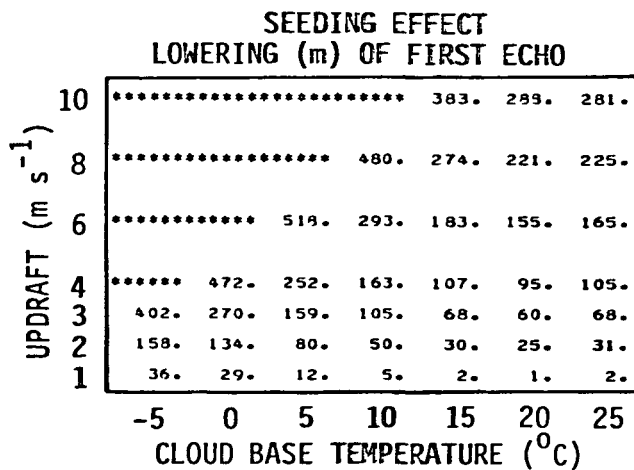 SEEDING EFFECT
LOWERING (m) OF FIRST ECHO
UPDRAFT (m s⁻¹)
10 ************************* 383. 289. 281.
8 ******************* 480. 274. 221. 225.
6 ************ 518. 293. 183. 155. 165.
4 ****** 472. 252. 163. 107. 95. 105.
3 402. 270. 159. 105. 68. 60. 68.
2 158. 134. 80. 50. 30. 25. 31.
1 36. 29. 12. 5. 2. 1. 2.
-5 0 5 10 15 20 25
CLOUD BASE TEMPERATURE (⁰C)